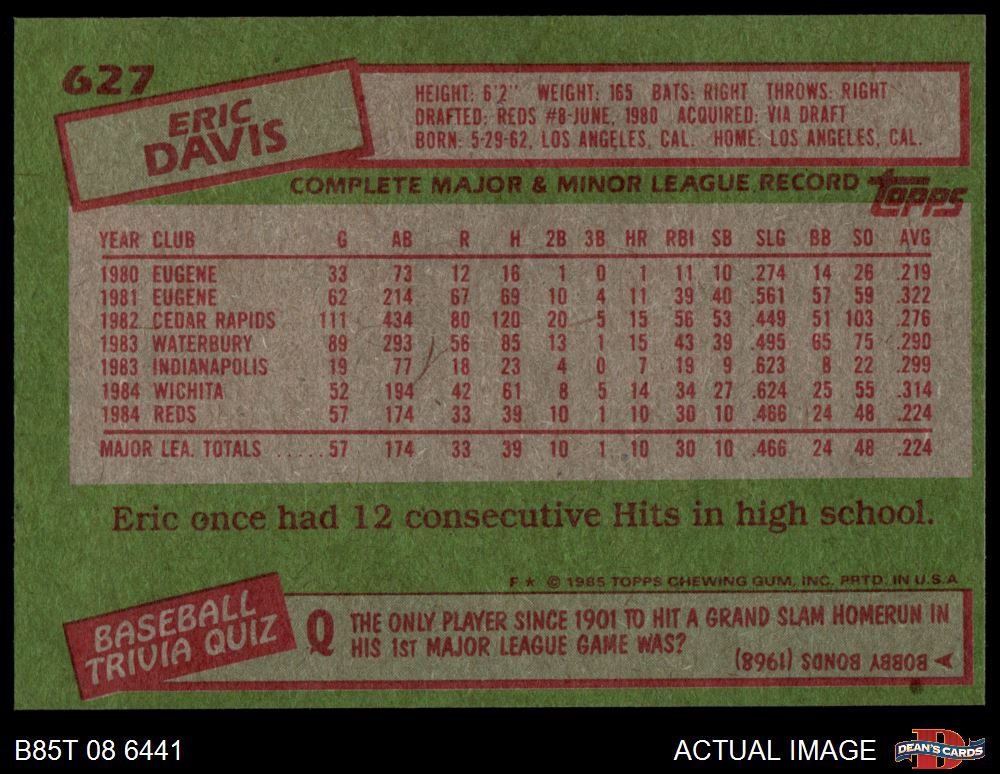 627
ERIC
DAVIS
HEIGHT: 6'2" WEIGHT: 165 BATS: RIGHT THROWS: RIGHT
DRAFTED: REDS #8-JUNE, 1980 ACQUIRED: VIA DRAFT
BORN: 5-29-62, LOS ANGELES, CAL. HOME: LOS ANGELES, CAL.
COMPLETE MAJOR & MINOR LEAGUE RECORD topps
YEAR CLUB G AB R H 2B 3B HR RBI SB SLG BB SO AVG
1980 EUGENE 33 73 12 16 1 0 1 11 10 .274 14 26 .219
1981 EUGENE 62 214 67 69 10 4 11 39 40 .561 57 59 .322
1982 CEDAR RAPIDS 111 434 80 120 20 5 15 56 53 .449 51 103 .276
1983 WATERBURY 89 293 56 85 13 1 15 43 39 .495 65 75 .290
1983 INDIANAPOLIS 19 77 18 23 4 0 7 19 9 .623 8 22 .299
1984 WICHITA 52 194 42 61 8 5 14 34 27 .624 25 55 .314
1984 REDS 57 174 33 39 10 1 10 30 10 .466 24 48 .224
MAJOR LEA. TOTALS .....57 174 33 39 10 1 10 30 10 .466 24 48 .224
Eric once had 12 consecutive Hits in high school.
F * © 1985 TOPPS CHEWING GUM, INC. PRTD. IN U.S.A.
BASEBALL
TRIVIA QUIZ
Q THE ONLY PLAYER SINCE 1901 TO HIT A GRAND SLAM HOMERUN IN
HIS 1ST MAJOR LEAGUE GAME WAS?
BOBBY BONDS (1968)
B85T 08 6441
ACTUAL IMAGE
D
DEAN'S CARDS